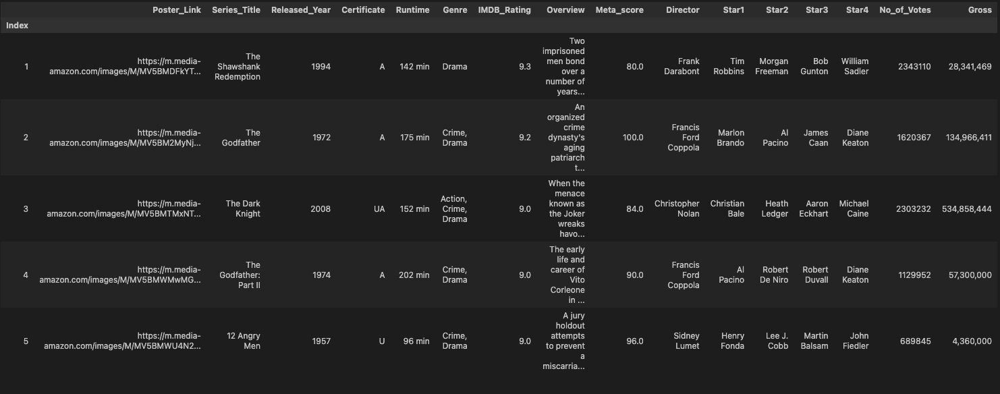 Poster_Link Series_Title Released_Year Certificate Runtime Genre IMDB_Rating Overview Meta_score Director Star1 Star2 Star3 Star4 No_of_Votes Gross
Index
1
https://m.media-
amazon.com/images/M/MV5BMDFkYT...
The
Shawshank
Redemption
1994
A
142 min
Drama
9.3
Two
imprisoned
men bond
over a
number of
years...
80.0
Frank
Darabont
Tim
Robbins
Morgan
Freeman
Bob
Gunton
William
Sadler
2343110
28,341,469
2
https://m.media-
amazon.com/images/M/MV5BM2MyNj...
The
Godfather
1972
A
175 min
Crime,
Drama
9.2
An
organized
crime
dynasty's
aging
patriarch
t...
100.0
Francis
Ford
Coppola
Marlon
Brando
Al
Pacino
James
Caan
Diane
Keaton
1620367
134,966,411
3
https://m.media-
amazon.com/images/M/MV5BMTMxNT...
The Dark
Knight
2008
UA
152 min
Action,
Crime,
Drama
9.0
When the
menace
known as
the Joker
wreaks
havo...
84.0
Christopher
Nolan
Christian
Bale
Heath
Ledger
Aaron
Eckhart
Michael
Caine
2303232
534,858,444
4
https://m.media-
amazon.com/images/M/MV5BMWMwMG...
The
Godfather:
Part II
1974
A
202 min
Crime,
Drama
9.0
The early
life and
career of
Vito
Corleone
in ...
90.0
Francis
Ford
Coppola
Al
Pacino
Robert
De Niro
Robert
Duvall
Diane
Keaton
1129952
57,300,000
5
https://m.media-
amazon.com/images/M/MV5BMWU4N2...
12 Angry
Men
1957
U
96 min
Crime,
Drama
9.0
A jury
holdout
attempts
to prevent
a
miscarria...
96.0
Sidney
Lumet
Henry
Fonda
Lee J.
Cobb
Martin
Balsam
John
Fiedler
689845
4,360,000